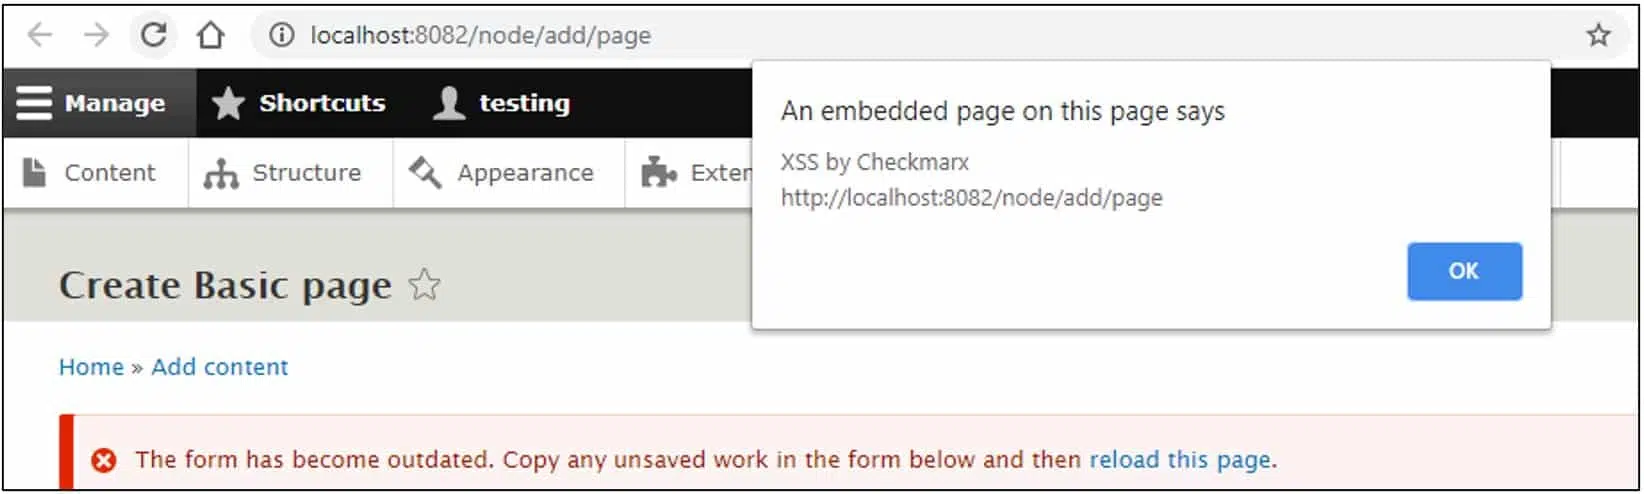 localhost:8082/node/add/page
Manage Shortcuts testing
An embedded page on this page says
XSS by Checkmarx
http://localhost:8082/node/add/page
OK
Content Structure Appearance Exten
Create Basic page
Home » Add content
The form has become outdated. Copy any unsaved work in the form below and then reload this page.